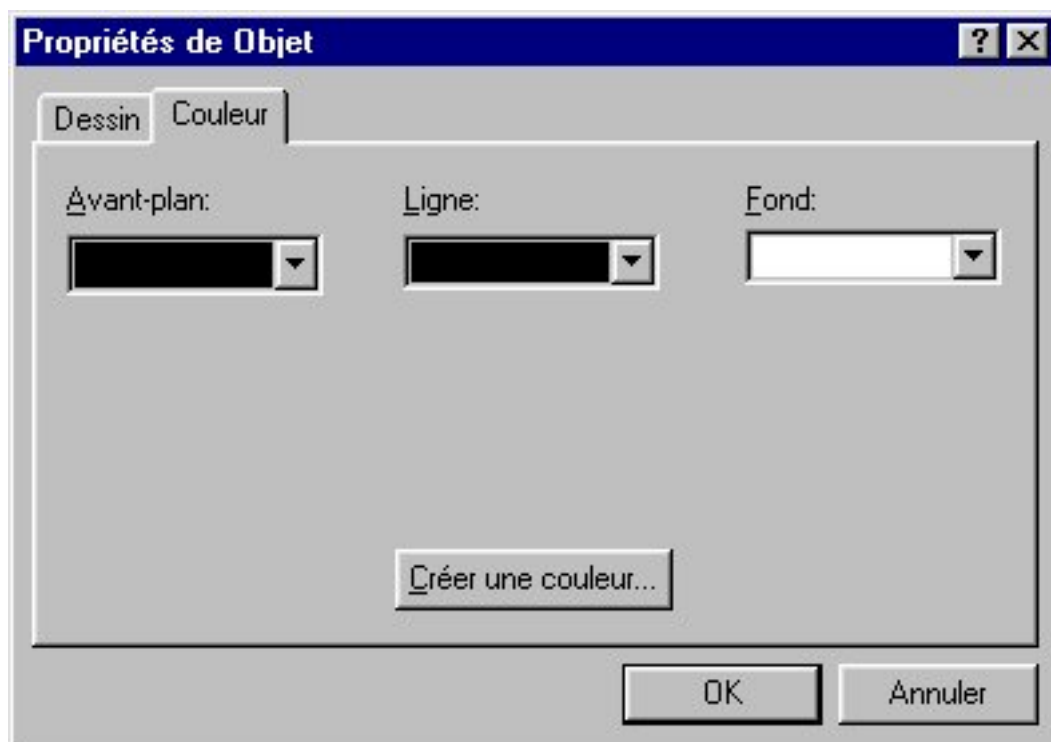 Propriétés de Objet
Dessin Couleur
Avant-plan: Ligne: Fond:
Créer une couleur...
OK Annuler